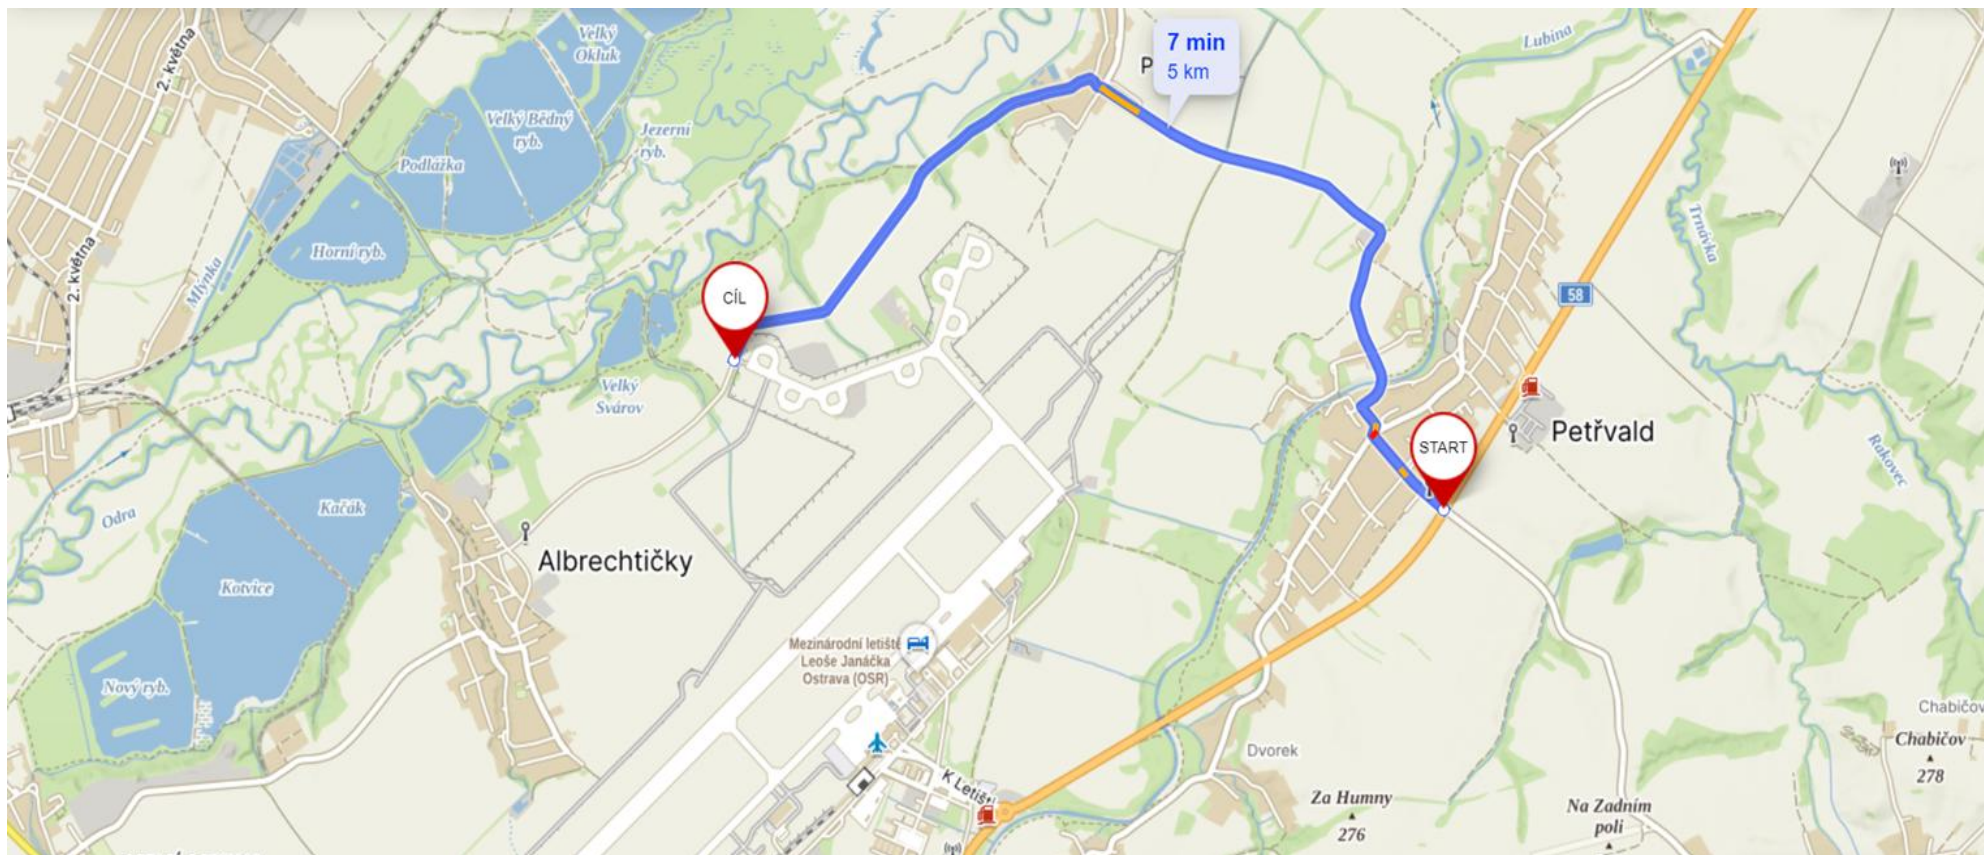 2. května
Velký
Okluk
7 min
5 km
P
Lubina
Velký Bědný
ryb.
Jezerní
ryb.
Podlážka
Trnávka
2. května
Mlýnka
Horní ryb.
58
CÍL
Velký
Svárov
START
Petřvald
Rakovec
Kačák
Odra
Albrechtičky
Kotvice
Mezinárodní letiště
Leoše Janáčka
Ostrava (OSR)
Nový ryb.
Chabičov
Chabičov
278
Dvorek
K Letišti
Za Humny
276
Na Zadním
poli